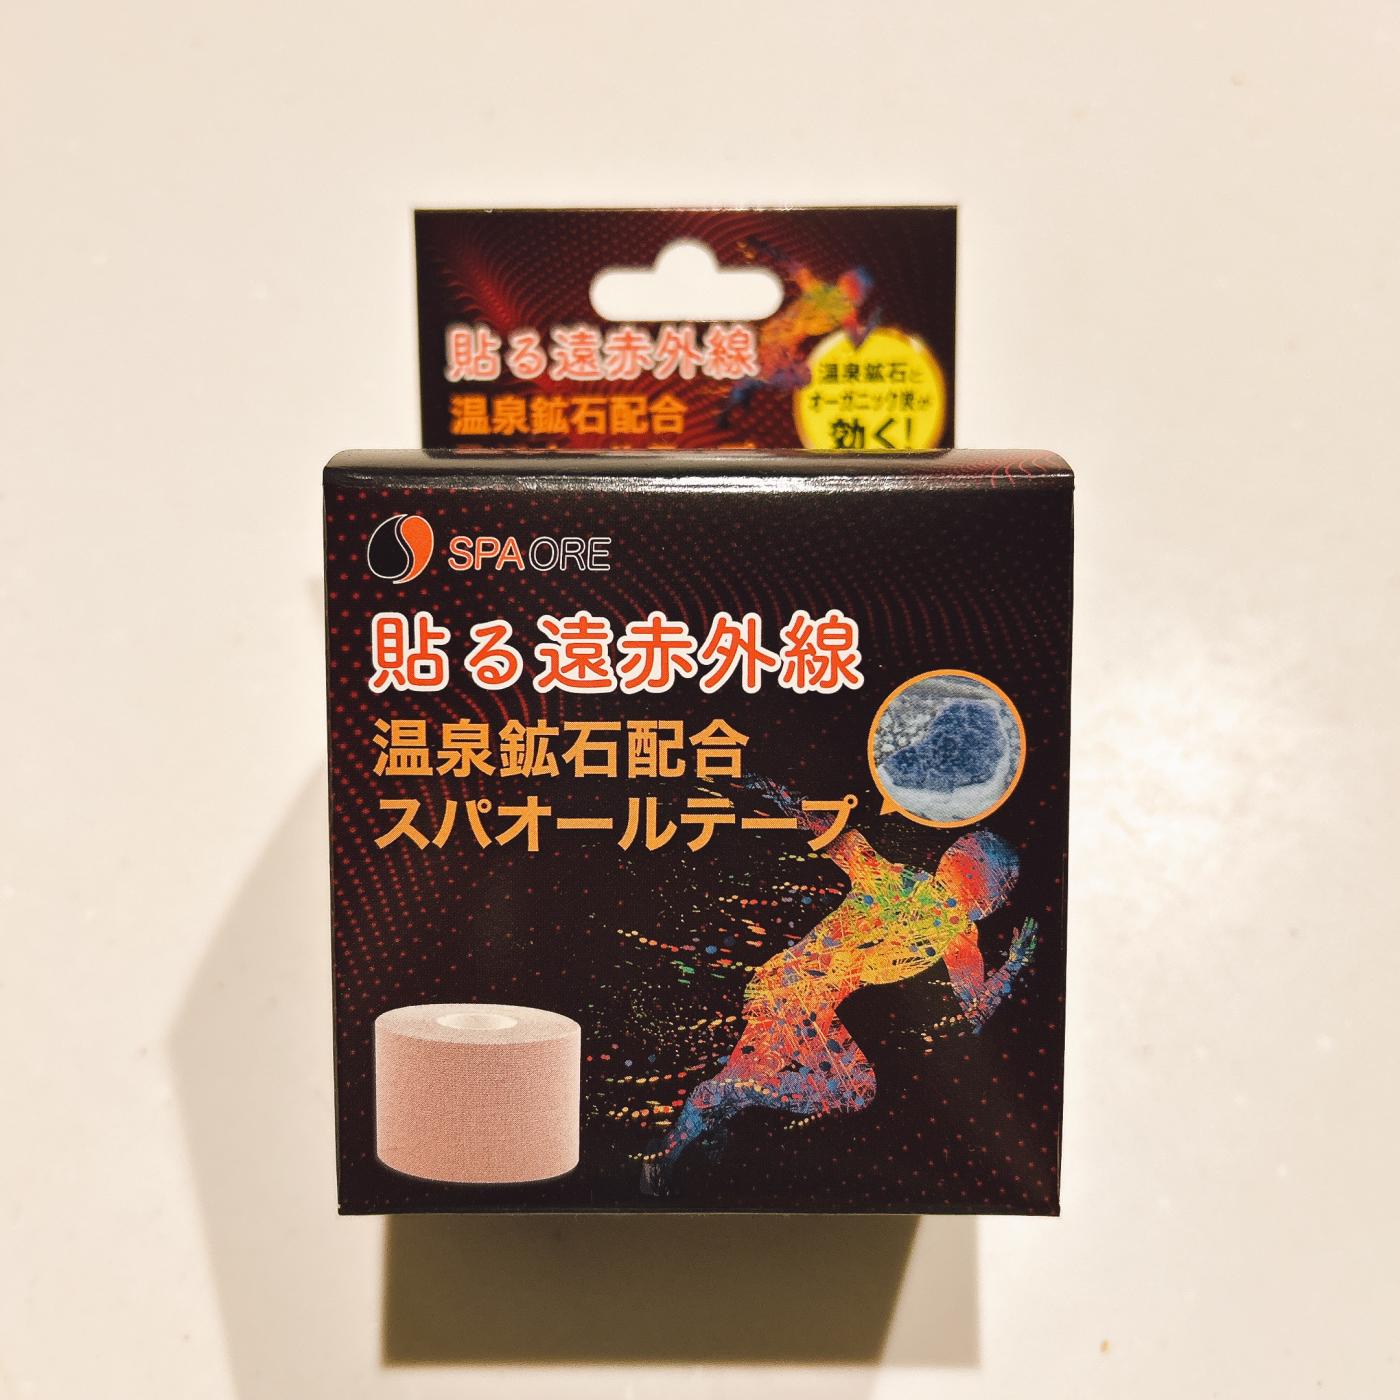 貼る遠赤外線
温泉鉱石配合
温泉鉱石と
オーガニック炭が
効く!
SPAORE
貼る遠赤外線
温泉鉱石配合
スパオールテープ